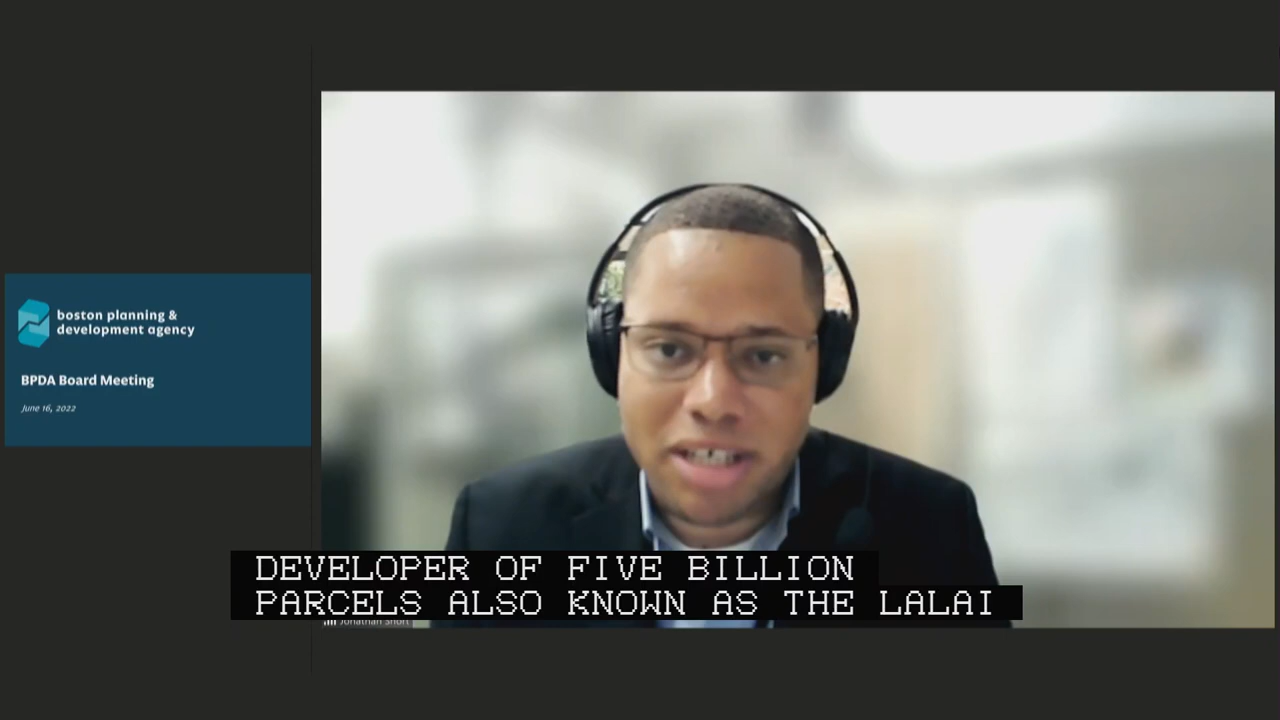 boston planning &
development agency
BPDA Board Meeting
June 16, 2022
DEVELOPER OF FIVE BILLION
PARCELS ALSO KNOWN AS THE LALAI
Jonathan Short